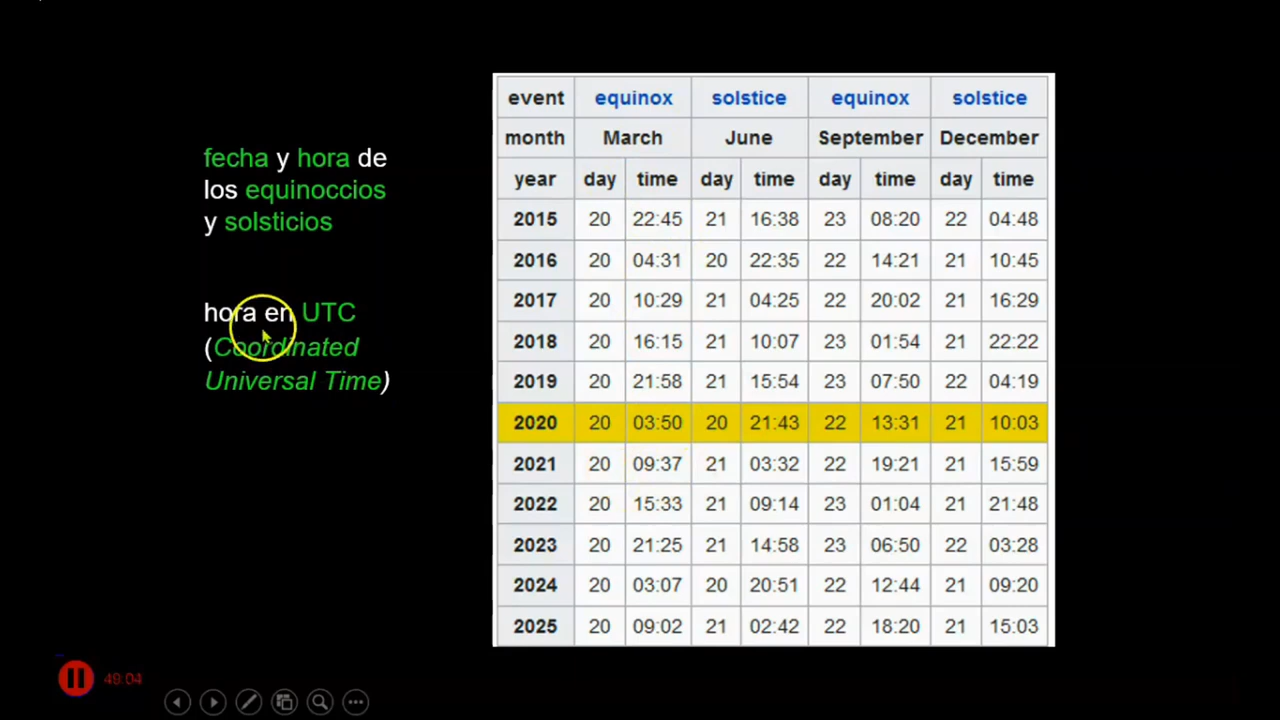 fecha y hora de
los equinoccios
y solsticios
hora en UTC
(Coordinated
Universal Time)
event equinox solstice equinox solstice
month March June September December
year day time day time day time day time
2015 20 22:45 21 16:38 23 08:20 22 04:48
2016 20 04:31 20 22:35 22 14:21 21 10:45
2017 20 10:29 21 04:25 22 20:02 21 16:29
2018 20 16:15 21 10:07 23 01:54 21 22:22
2019 20 21:58 21 15:54 23 07:50 22 04:19
2020 20 03:50 20 21:43 22 13:31 21 10:03
2021 20 09:37 21 03:32 22 19:21 21 15:59
2022 20 15:33 21 09:14 23 01:04 21 21:48
2023 20 21:25 21 14:58 23 06:50 22 03:28
2024 20 03:07 20 20:51 22 12:44 21 09:20
2025 20 09:02 21 02:42 22 18:20 21 15:03